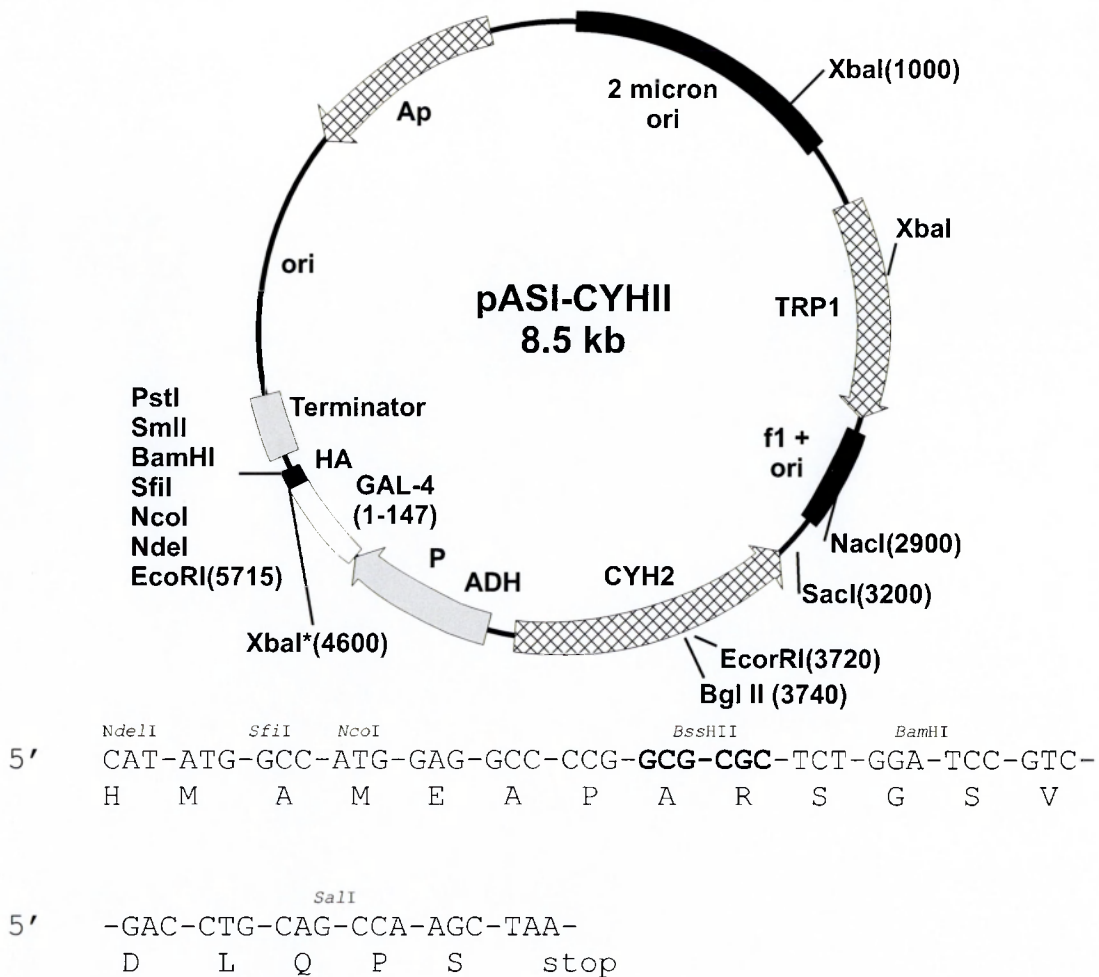 2 micron
ori
XbaI(1000)
Ap
XbaI
ori
pASI-CYHII
8.5 kb
TRP1
PstI
SmlI
BamHI
SfiI
NcoI
NdeI
EcoRI(5715)
Terminator
HA
GAL-4
(1-147)
f1 +
ori
P
ADH
CYH2
NacI(2900)
SacI(3200)
XbaI*(4600)
EcorRI(3720)
Bgl II (3740)
NdelI SfiI NcoI BssHII BamHI
5' CAT-ATG-GCC-ATG-GAG-GCC-CCG-GCG-CGC-TCT-GGA-TCC-GTC-
H M A M E A P A R S G S V
SalI
5' -GAC-CTG-CAG-CCA-AGC-TAA-
D L Q P S stop